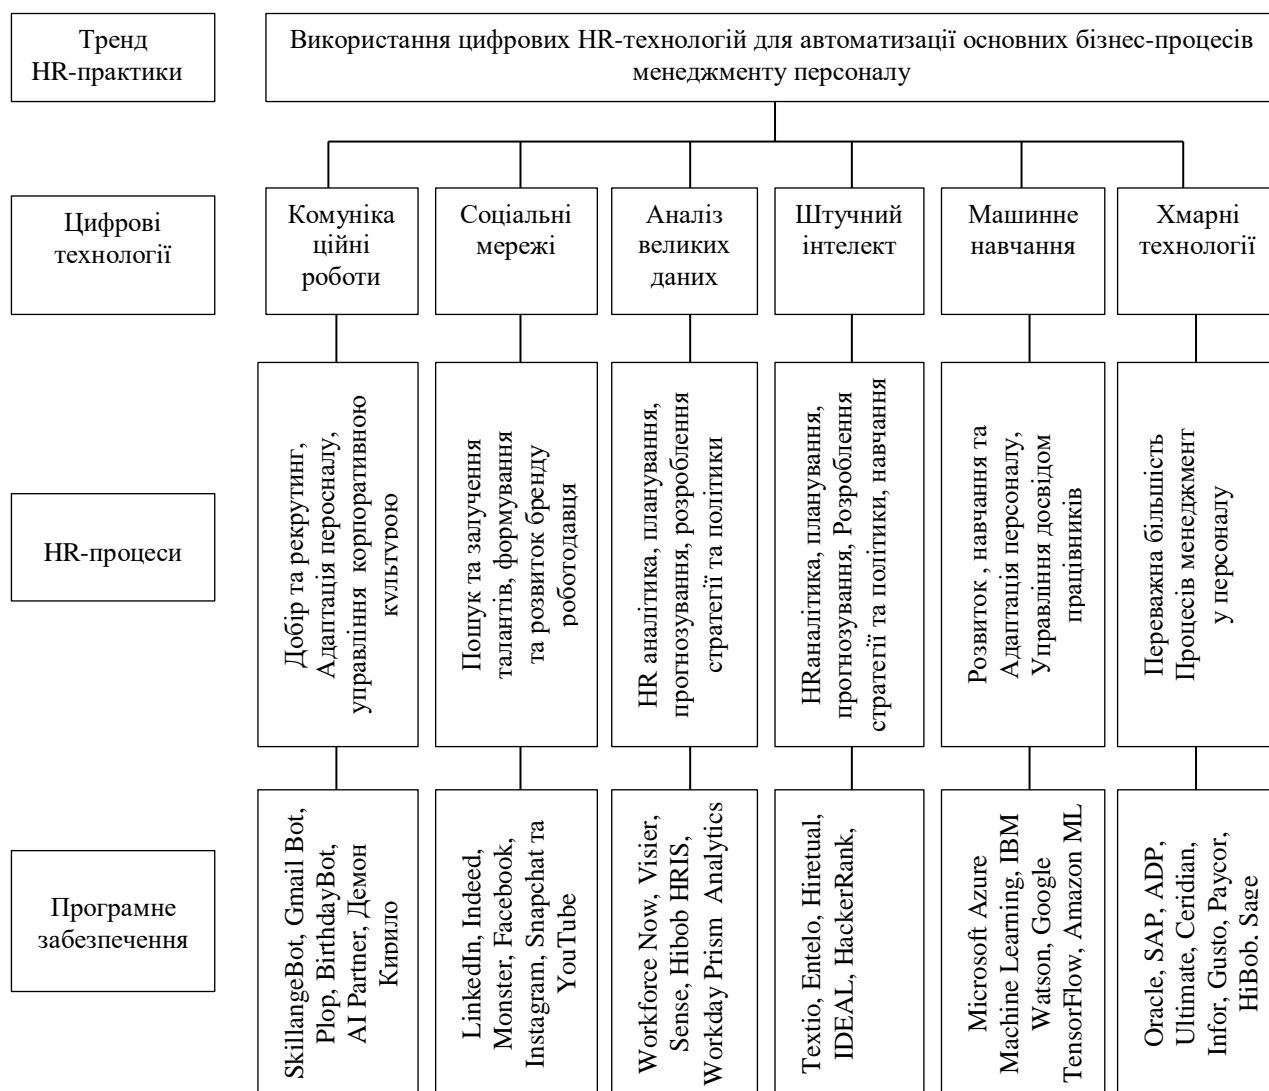 Тренд
HR-практики
Використання цифрових HR-технологій для автоматизації основних бізнес-процесів
менеджменту персоналу
Цифрові
технології
Комуніка
ційні
роботи
Соціальні
мережі
Аналіз
великих
даних
Штучний
інтелект
Машинне
навчання
Хмарні
технології
HR-процеси
Добір та рекрутинг,
Адаптація перосналу,
управління корпоративною
культурою
Пошук та залучення
талантів, формування
та розвиток бренду
роботодавця
HR аналітика, планування,
прогнозування, розроблення
стратегії та політики
HRаналітика, планування,
прогнозування, Розроблення
стратегії та політики, навчання
Розвиток , навчання та
Адаптація персоналу,
Управління досвідом
працівників
Переважна більшість
Процесів менеджмент
у персоналу
Програмне
забезпечення
SkillangeBot, Gmail Bot,
Plop, BirthdayBot,
AI Partner, Демон
Кирило
LinkedIn, Indeed,
Monster, Facebook,
Instagram, Snapchat та
YouTube
Workforce Now, Visier,
Sense, Hibob HRIS,
Workday Prism Analytics
Textio, Entelo, Hiretual,
IDEAL, HackerRank,
Microsoft Azure
Machine Learning, IBM
Watson, Google
TensorFlow, Amazon ML
Oracle, SAP, ADP,
Ultimate, Ceridian,
Infor, Gusto, Paycor,
HiBob. Sage